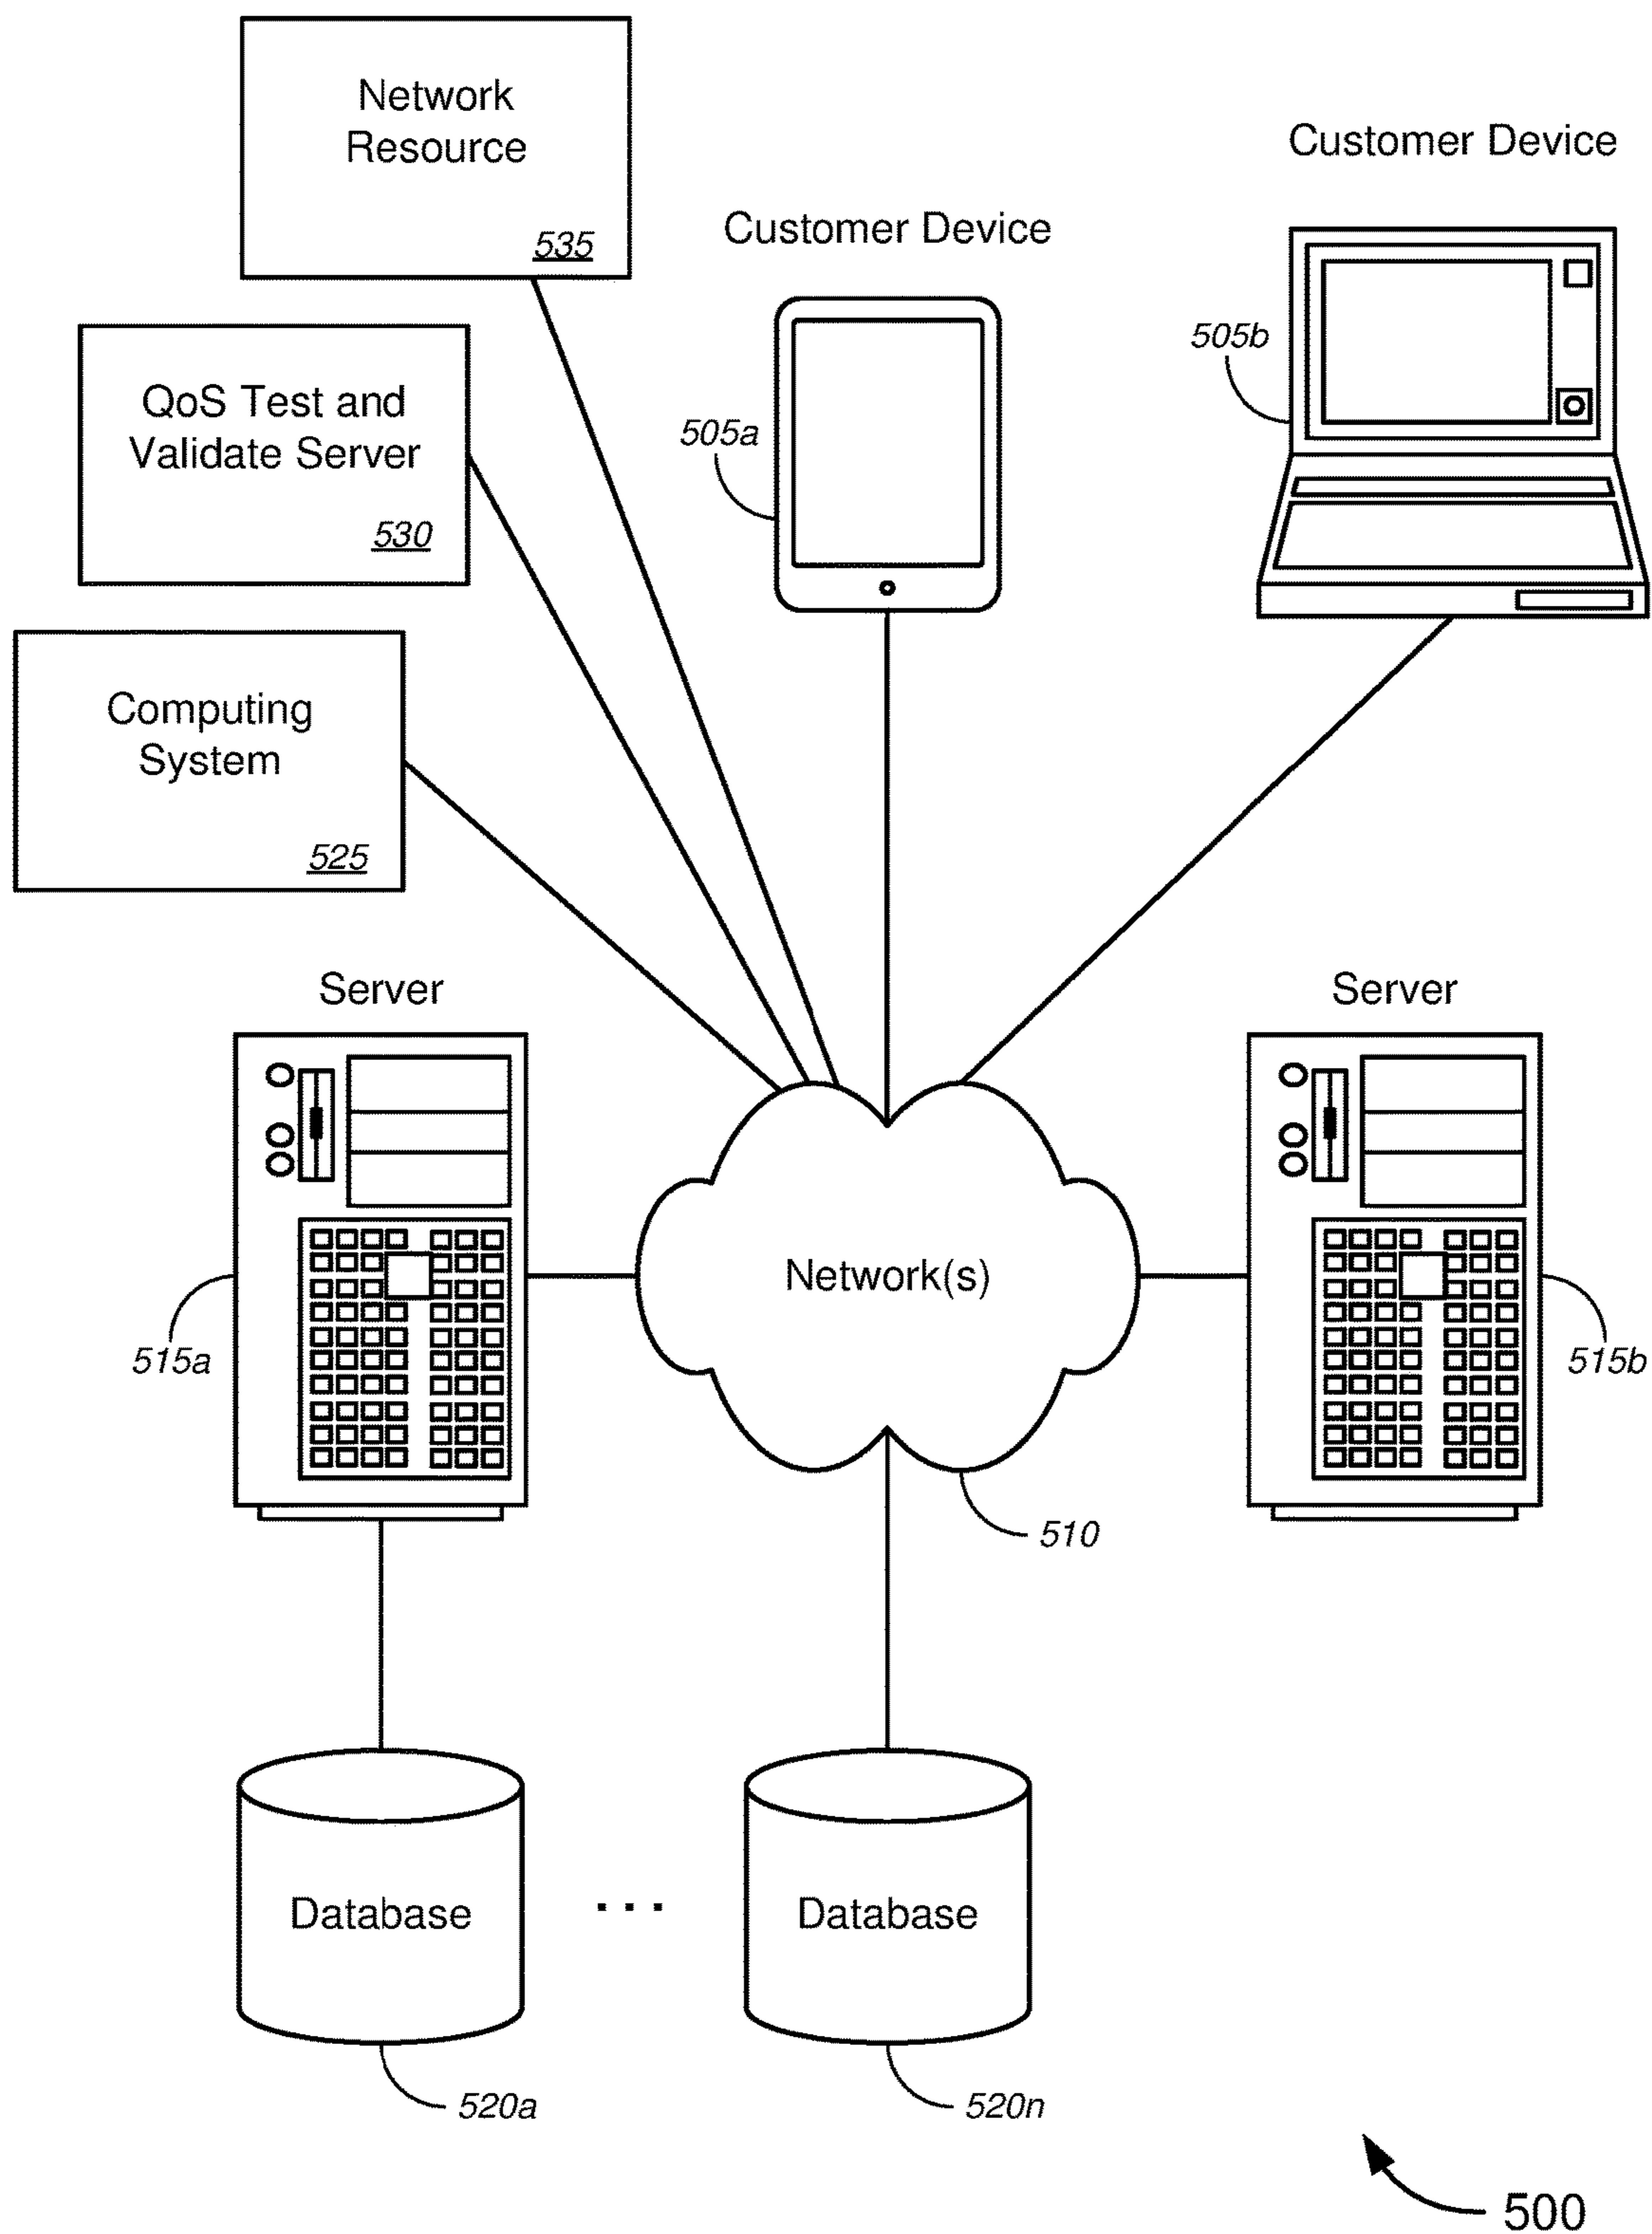 Network
Resource
535
Customer Device
Customer Device
QoS Test and
Validate Server
530
505a
505b
Computing
System
525
Server
Server
Network(s)
515a
515b
510
Database
...
Database
520a
520n
500